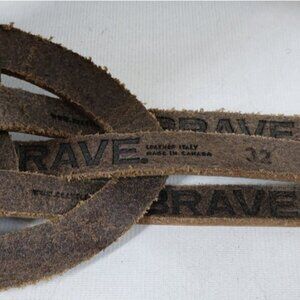 BRAVE
RAVE.
LEATHER ITALY
MADE IN CANADA
32
BRAVE